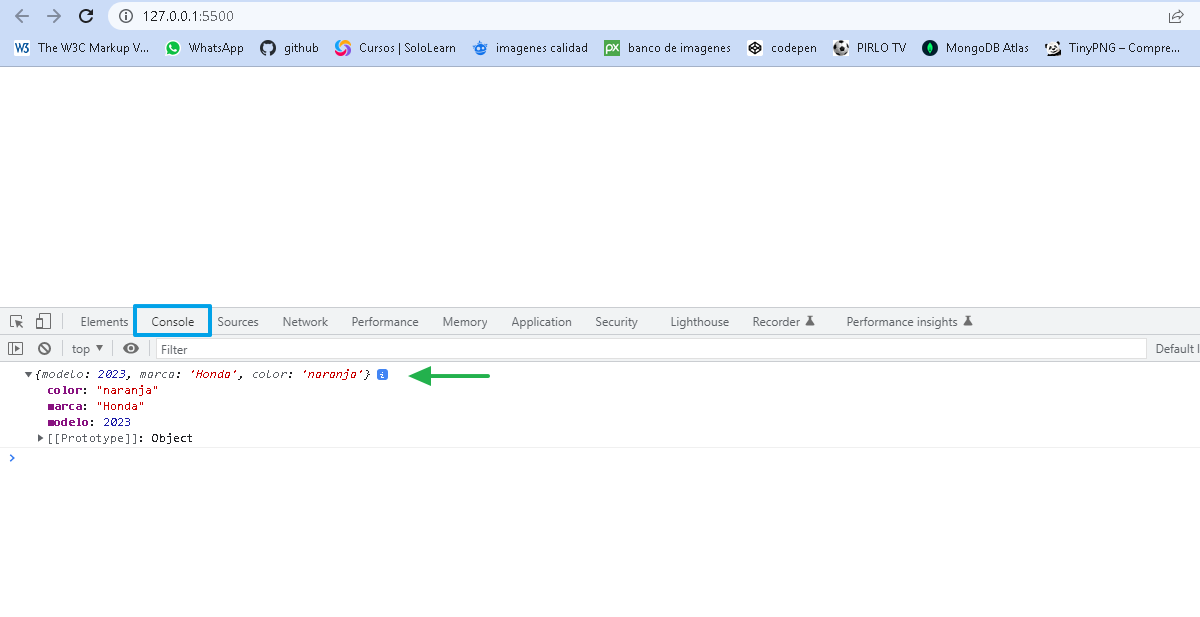 127.0.0.1:5500
The W3C Markup V... WhatsApp github Cursos | SoloLearn imagenes calidad banco de imagenes codepen PIRLO TV MongoDB Atlas TinyPNG – Compre...
Elements Console Sources Network Performance Memory Application Security Lighthouse Recorder Performance insights
top Filter Default l
{modelo: 2023, marca: 'Honda', color: 'naranja'}
color: "naranja"
marca: "Honda"
modelo: 2023
[[Prototype]]: Object